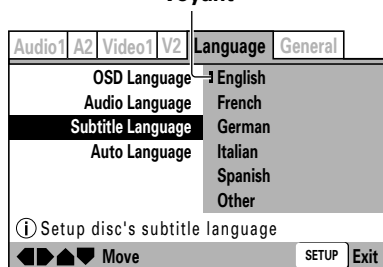 Audio1 A2 Video1 V2 Language General
OSD Language English
Audio Language French
Subtitle Language German
Auto Language Italian
Spanish
Other
Setup disc's subtitle language
Move SETUP Exit